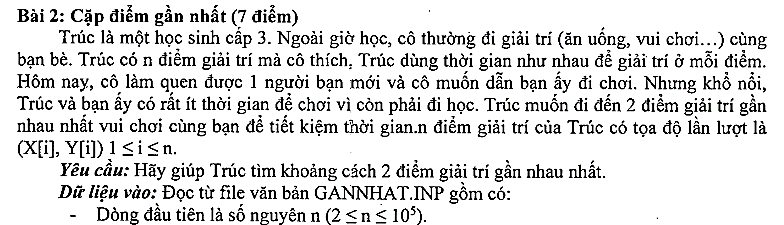 Bài 2: Cặp điểm gần nhất (7 điểm)
Trúc là một học sinh cấp 3. Ngoài giờ học, cô thường đi giải trí (ăn uống, vui chơi…) cùng
bạn bè. Trúc có n điểm giải trí mà cô thích, Trúc dùng thời gian như nhau để giải trí ở mỗi điểm.
Hôm nay, cô làm quen được 1 người bạn mới và cô muốn dẫn bạn ấy đi chơi. Nhưng khổ nổi,
Trúc và bạn ấy có rất ít thời gian để chơi vì còn phải đi học. Trúc muốn đi đến 2 điểm giải trí gần
nhau nhất vui chơi cùng bạn để tiết kiệm thời gian.n điểm giải trí của Trúc có tọa độ lần lượt là
(X[i], Y[i]) 1 ≤ i ≤ n.
Yêu cầu: Hãy giúp Trúc tìm khoảng cách 2 điểm giải trí gần nhau nhất.
Dữ liệu vào: Đọc từ file văn bản GANNHAT.INP gồm có:
- Dòng đầu tiên là số nguyên n (2 ≤ n ≤ 10⁵).